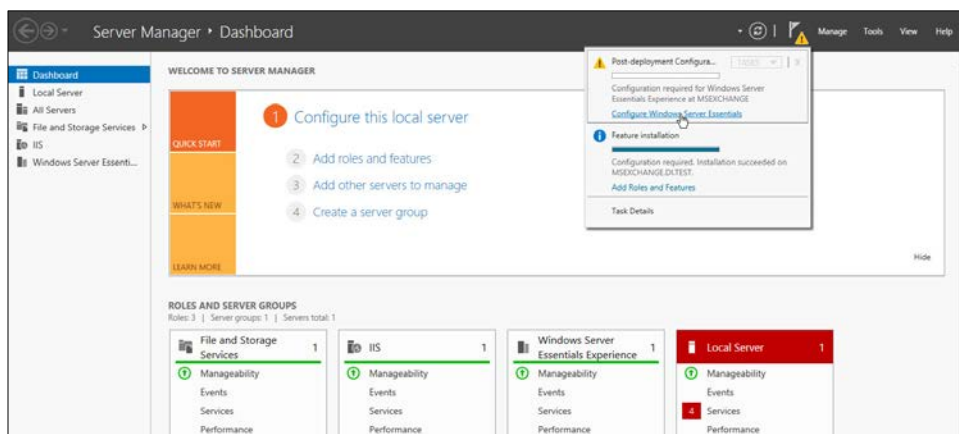 Server Manager • Dashboard
Manage Tools View Help
Dashboard
Local Server
All Servers
File and Storage Services
IIS
Windows Server Essenti...
WELCOME TO SERVER MANAGER
QUICK START
WHAT'S NEW
LEARN MORE
1 Configure this local server
2 Add roles and features
3 Add other servers to manage
4 Create a server group
Hide
Post-deployment Configura...
TASKS
X
Configuration required for Windows Server
Essentials Experience at MSEXCHANGE
Configure Windows Server Essentials
Feature installation
Configuration required. Installation succeeded on
MSEXCHANGE.DLTEST.
Add Roles and Features
Task Details
ROLES AND SERVER GROUPS
Roles: 3 | Server groups: 1 | Servers total: 1
File and Storage
Services
1
Manageability
Events
Services
Performance
IIS 1
Manageability
Events
Services
Performance
Windows Server
Essentials Experience
1
Manageability
Events
Services
Performance
Local Server 1
Manageability
Events
4 Services
Performance